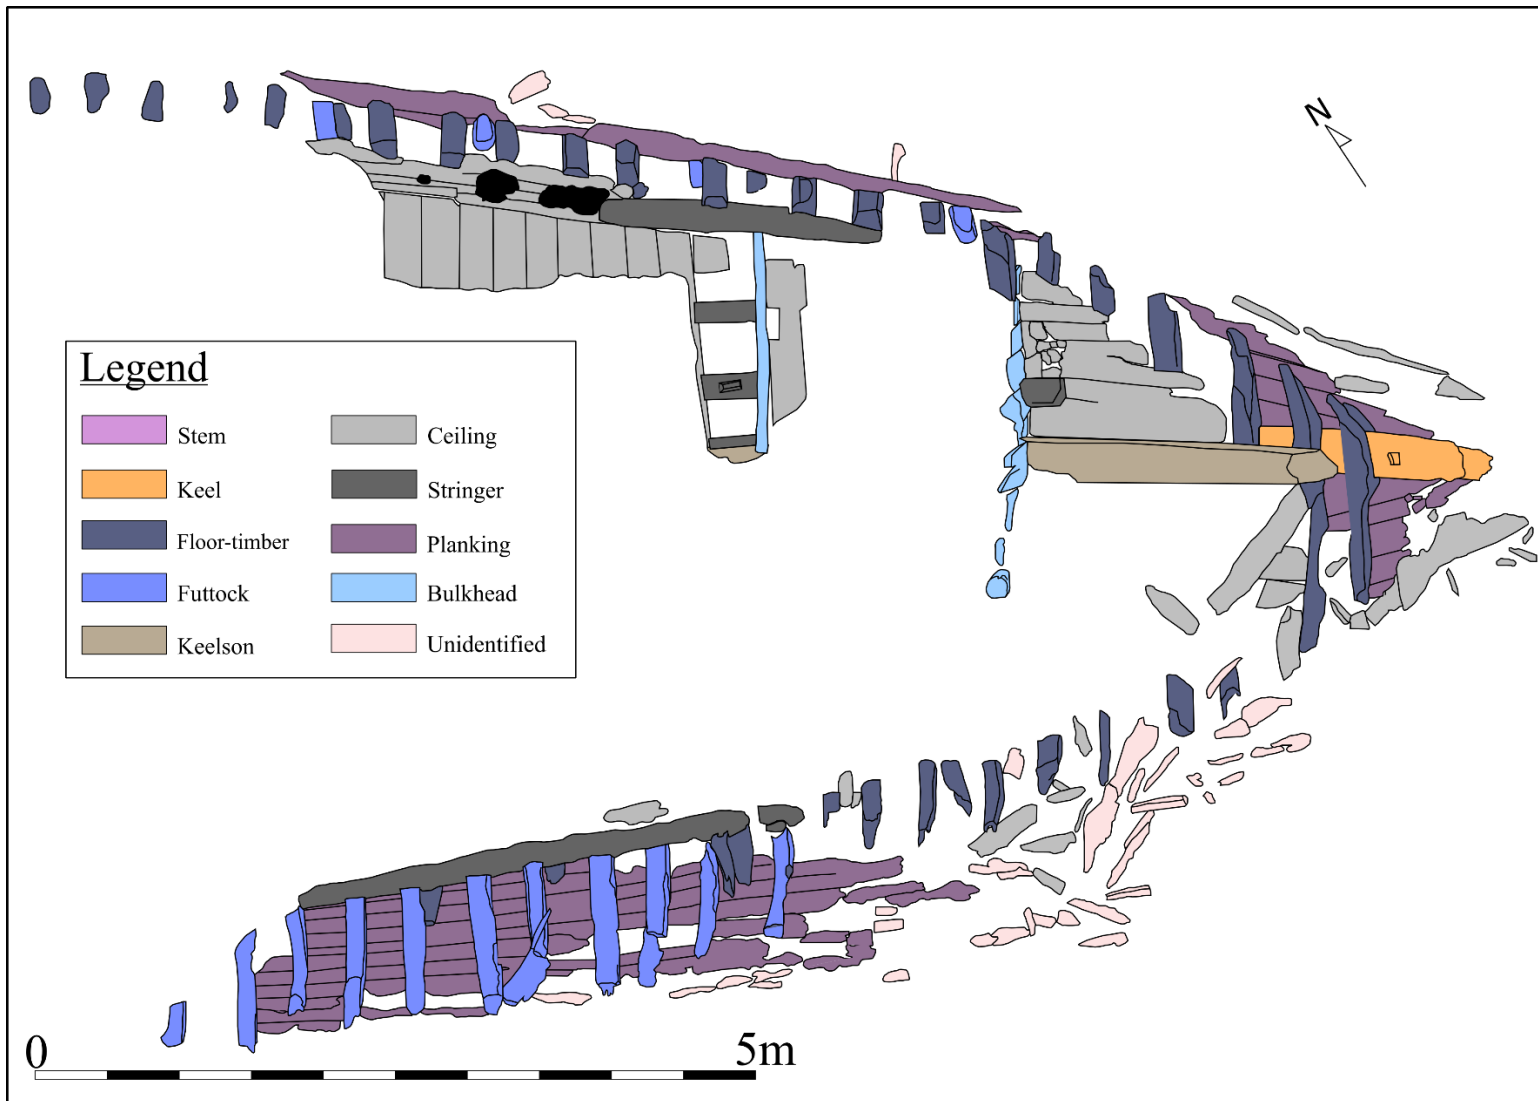 N
Legend
Stem
Ceiling
Keel
Stringer
Floor-timber
Planking
Futtock
Bulkhead
Keelson
Unidentified
0 5m